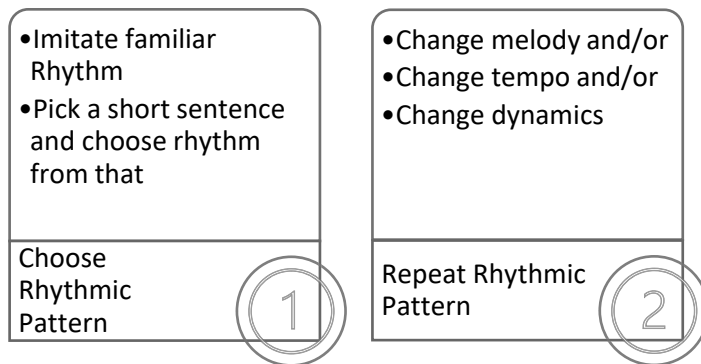 •Imitate familiar
Rhythm
•Pick a short sentence
and choose rhythm
from that
Choose
Rhythmic
Pattern
1
•Change melody and/or
•Change tempo and/or
•Change dynamics
Repeat Rhythmic
Pattern
2